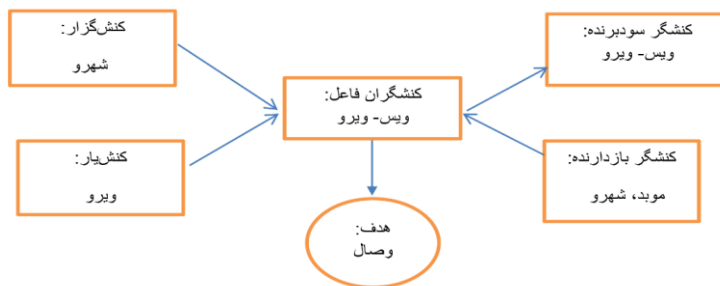 کنش‌گزار:
شهرو
کنشگر سودبرنده:
ویس- ویرو
کنشگران فاعل:
ویس- ویرو
کنش‌یار:
ویرو
کنشگر بازدارنده:
موبد، شهرو
هدف:
وصال